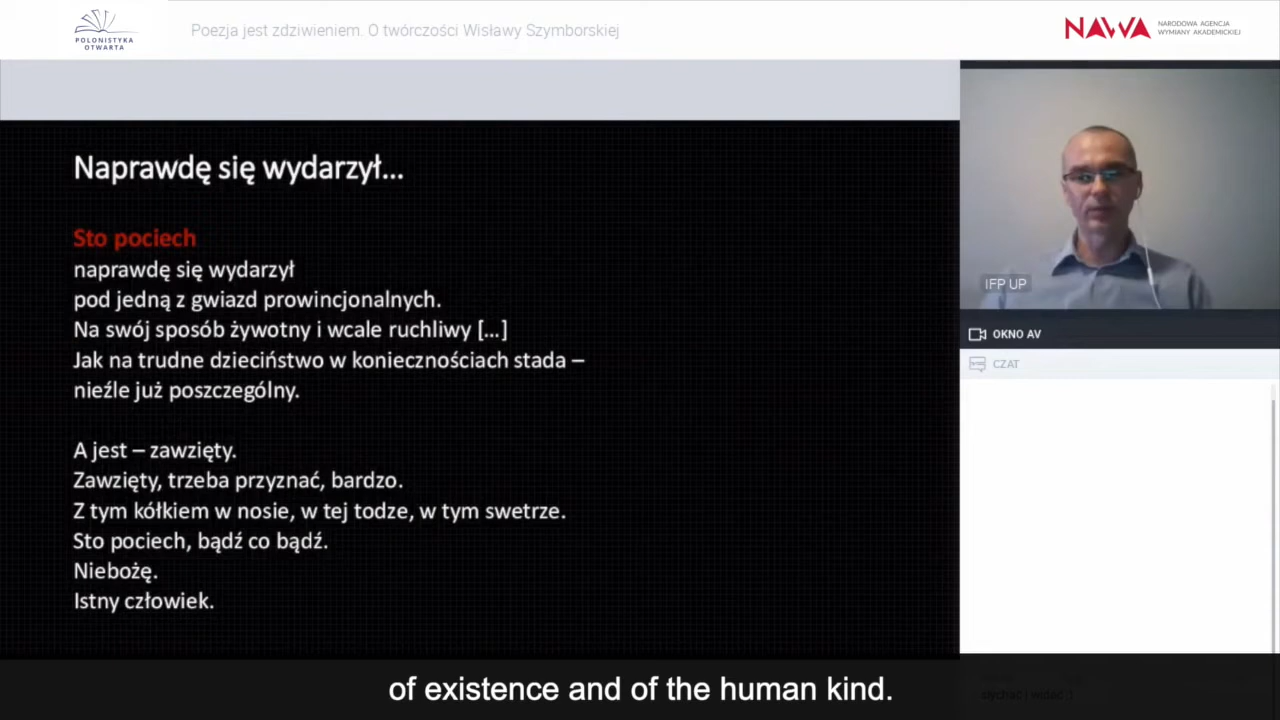 POLONISTYKA
OTWARTA
Poezja jest zdziwieniem. O twórczości Wisławy Szymborskiej
NAWA
NARODOWA AGENCJA
WYMIANY AKADEMICKIEJ
Naprawdę się wydarzył...
Sto pociech
naprawdę się wydarzył
pod jedną z gwiazd prowincjonalnych.
Na swój sposób żywotny i wcale ruchliwy [...]
Jak na trudne dzieciństwo w koniecznościach stada –
nieźle już poszczególny.
A jest – zawzięty.
Zawzięty, trzeba przyznać, bardzo.
Z tym kółkiem w nosie, w tej todze, w tym swetrze.
Sto pociech, bądź co bądź.
Niebożę.
Istny człowiek.
IFP UP
OKNO AV
CZAT
słychać i widać :)
of existence and of the human kind.